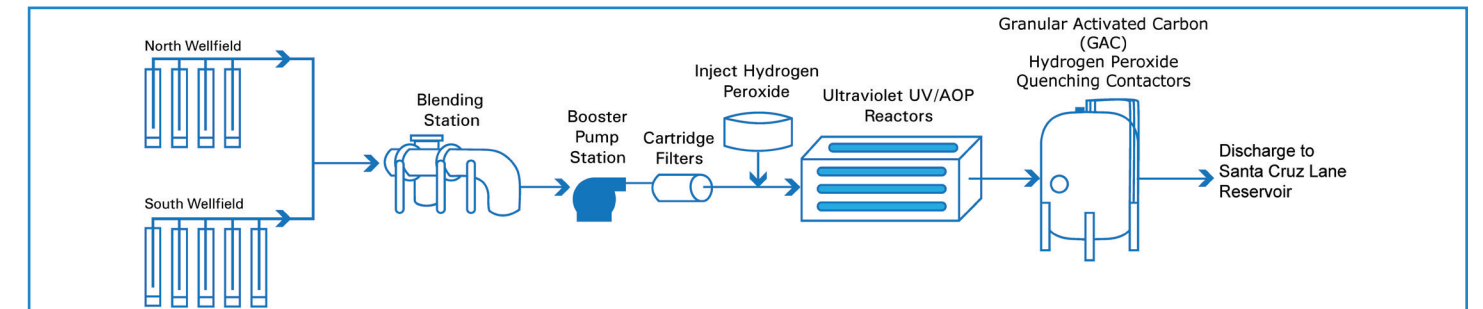 North Wellfield
South Wellfield
Blending
Station
Booster
Pump
Station
Cartridge
Filters
Inject Hydrogen
Peroxide
Ultraviolet UV/AOP
Reactors
Granular Activated Carbon
(GAC)
Hydrogen Peroxide
Quenching Contactors
Discharge to
Santa Cruz Lane
Reservoir